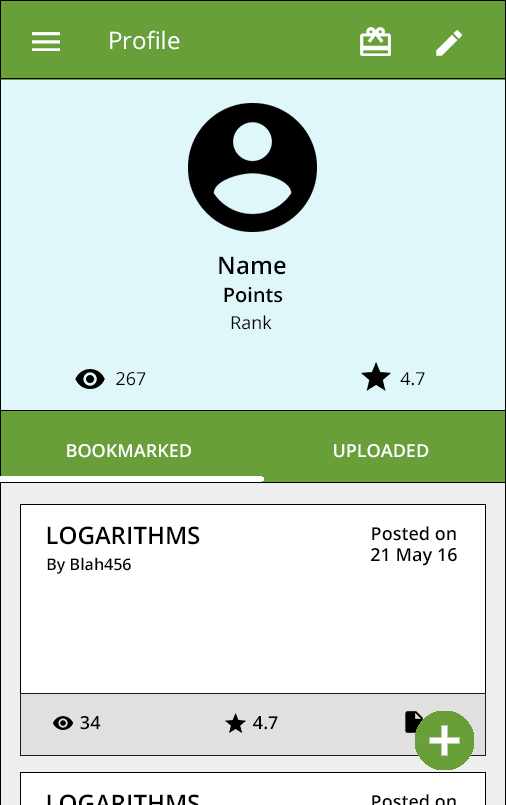 Profile
Name
Points
Rank
267
4.7
BOOKMARKED
UPLOADED
LOGARITHMS
By Blah456
Posted on
21 May 16
34
4.7
LOGARITHMS
Posted on